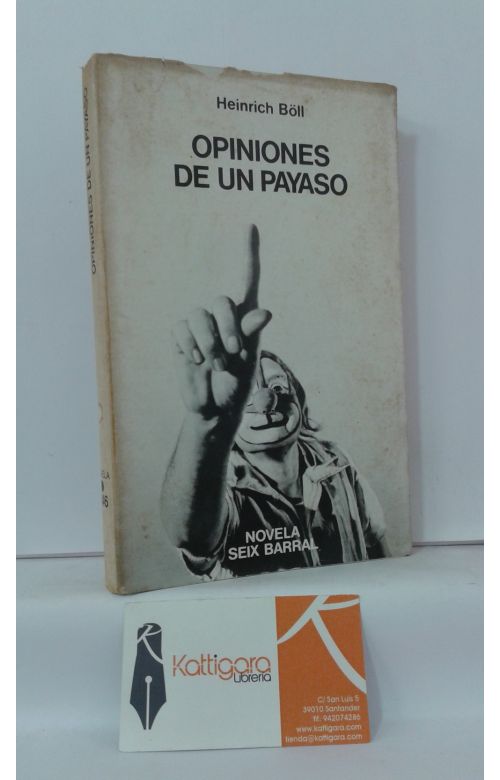 Heinrich Böll
OPINIONES
DE UN PAYASO
NOVELA
SEIX BARRAL
OPINIONES DE UN PAYASO
Kattigara
Librería
C/ San Luis 5
39010 Santander
tlf. 942074286
www.kattigara.com
tienda@kattigara.com